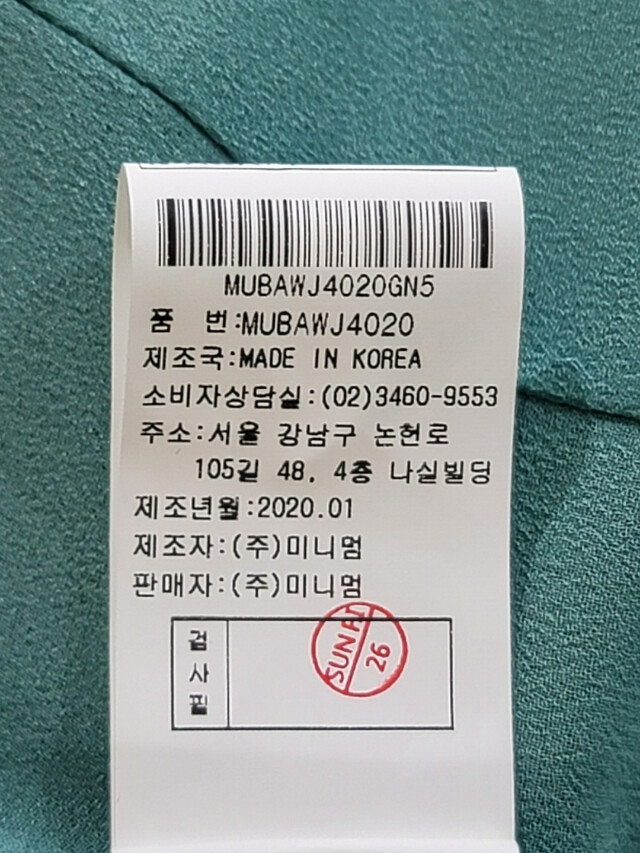 MUBAWJ4020GN5
품 번:MUBAWJ4020
제조국:MADE IN KOREA
소비자상담실:(02)3460-9553
주소:서울 강남구 논현로
105길 48, 4층 나실빌딩
제조년월:2020.01
제조자:(주)미니멈
판매자:(주)미니멈
검사필
26